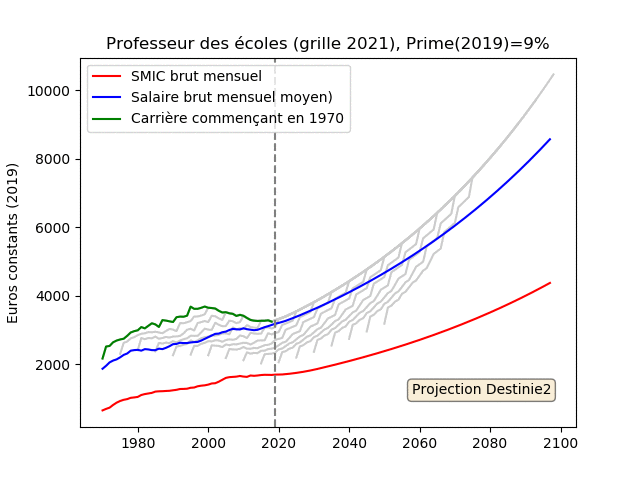 Professeur des écoles (grille 2021), Prime(2019)=9%
SMIC brut mensuel
Salaire brut mensuel moyen)
Carrière commençant en 1970
Euros constants (2019)
10000
8000
6000
4000
2000
Projection Destinie2
1980 2000 2020 2040 2060 2080 2100